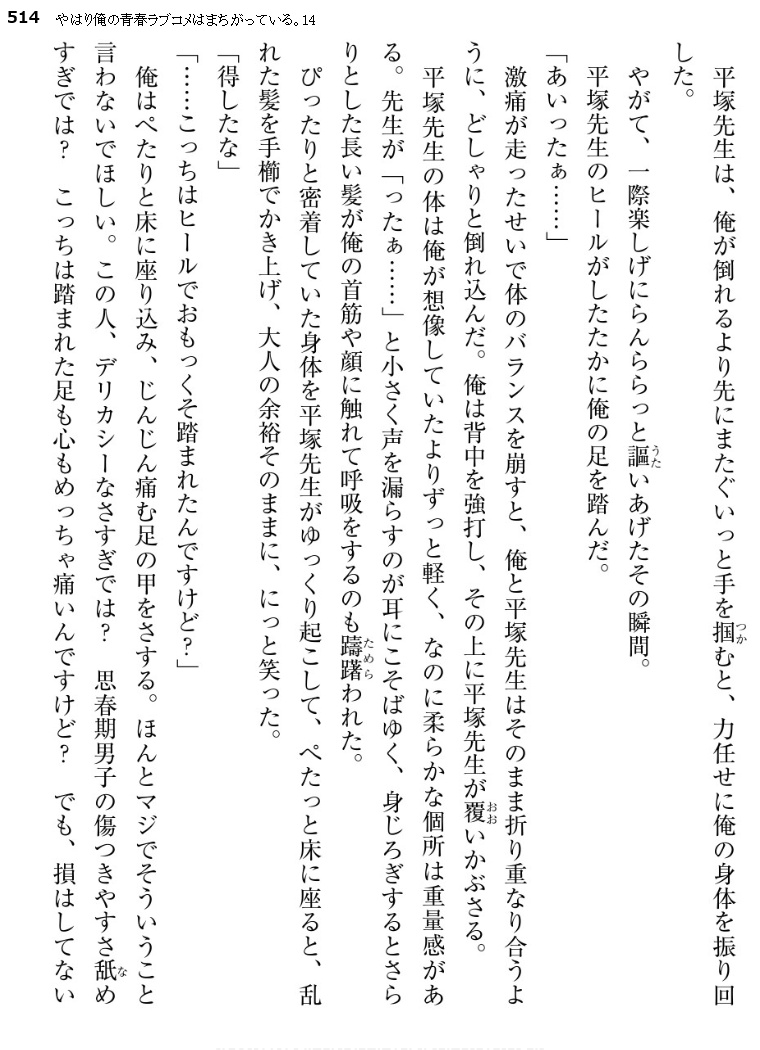 514 やはり俺の青春ラブコメはまちがっている。14
　平塚先生は、俺が倒れるより先にまたぐいっと手を掴むと、力任せに俺の身体を振り回
した。
　やがて、一際楽しげにらんららっと謳いあげたその瞬間。
　平塚先生のヒールがしたたかに俺の足を踏んだ。
「あいったぁ……」
　激痛が走ったせいで体のバランスを崩すと、俺と平塚先生はそのまま折り重なり合うよ
うに、どしゃりと倒れ込んだ。俺は背中を強打し、その上に平塚先生が覆いかぶさる。
　平塚先生の体は俺が想像していたよりずっと軽く、なのに柔らかな個所は重量感があ
る。先生が「ったぁ……」と小さく声を漏らすのが耳にこそばゆく、身じろぎするとさら
りとした長い髪が俺の首筋や顔に触れて呼吸をするのも躊躇われた。
　ぴったりと密着していた身体を平塚先生がゆっくり起こして、ぺたっと床に座ると、乱
れた髪を手櫛でかき上げ、大人の余裕そのままに、にっと笑った。
「得したな」
「……こっちはヒールでおもっくそ踏まれたんですけど？」
　俺はぺたりと床に座り込み、じんじん痛む足の甲をさする。ほんとマジでそういうこと
言わないでほしい。この人、デリカシーなさすぎでは？　思春期男子の傷つきやすさ舐め
すぎでは？　こっちは踏まれた足も心もめっちゃ痛いんですけど？　でも、損はしてない